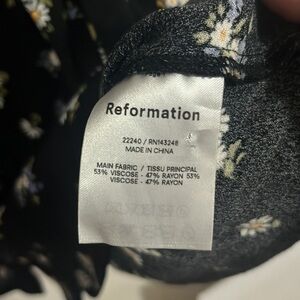 Reformation
22240 / RN143248
MADE IN CHINA
MAIN FABRIC / TISSU PRINCIPAL
53% VISCOSE - 47% RAYON 53%
VISCOSE - 47% RAYON